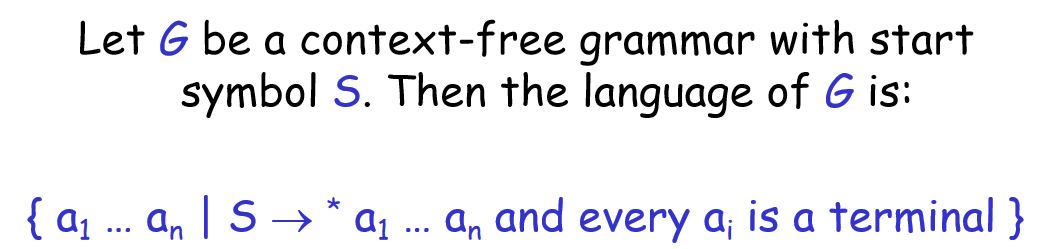 Let G be a context-free grammar with start
symbol S. Then the language of G is:
{ a₁ ... aₙ | S → * a₁ ... aₙ and every aᵢ is a terminal }